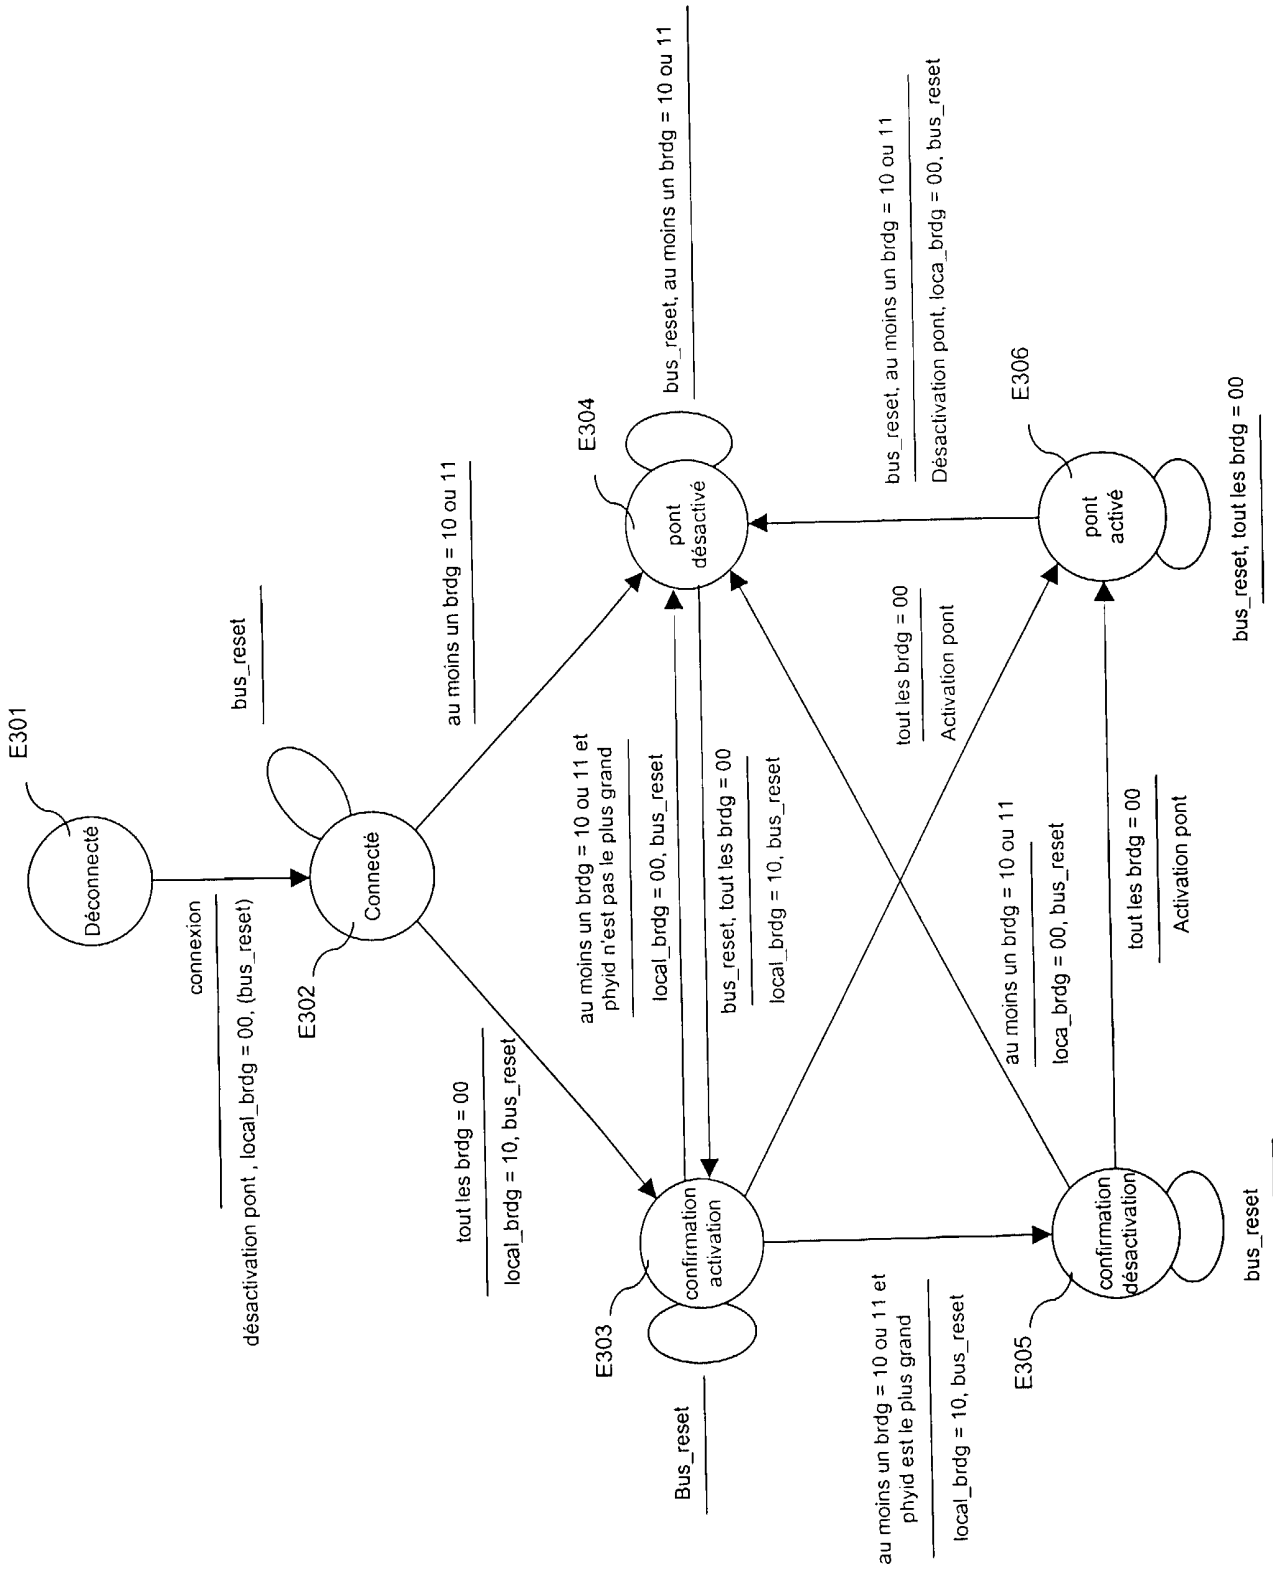 E301
Déconnecté
connexion
désactivation pont , local_brdg = 00, (bus_reset)
bus_reset
Connecté
E302
tout les brdg = 00
local_brdg = 10, bus_reset
au moins un brdg = 10 ou 11
E303
Bus_reset
confirmation
activation
au moins un brdg = 10 ou 11 et
phyid n'est pas le plus grand
local_brdg = 00, bus_reset
bus_reset, tout les brdg = 00
local_brdg = 10, bus_reset
E304
pont
désactivé
bus_reset, au moins un brdg = 10 ou 11
au moins un brdg = 10 ou 11 et
phyid est le plus grand
local_brdg = 10, bus_reset
tout les brdg = 00
Activation pont
bus_reset, au moins un brdg = 10 ou 11
Désactivation pont, loca_brdg = 00, bus_reset
au moins un brdg = 10 ou 11
loca_brdg = 00, bus_reset
E305
confirmation
désactivation
bus_reset
tout les brdg = 00
Activation pont
E306
pont
activé
bus_reset, tout les brdg = 00